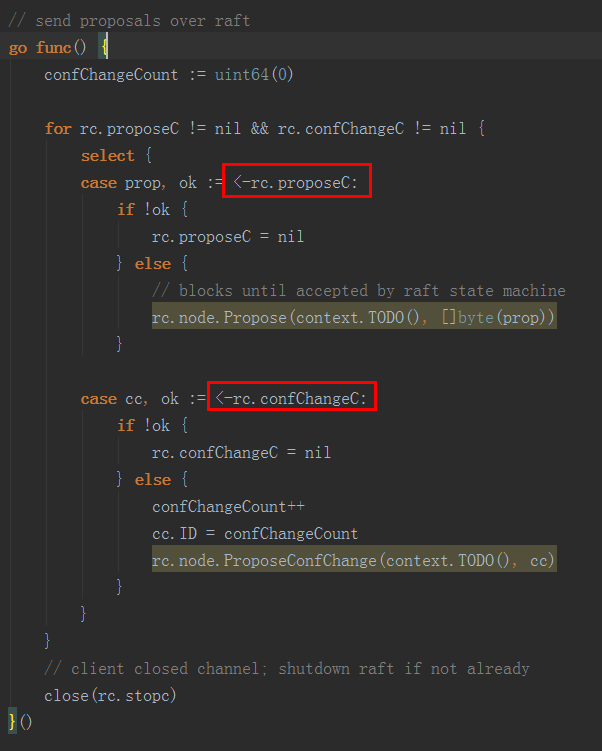 // send proposals over raft
go func() {
    confChangeCount := uint64(0)

    for rc.proposeC != nil && rc.confChangeC != nil {
        select {
        case prop, ok := <-rc.proposeC:
            if !ok {
                rc.proposeC = nil
            } else {
                // blocks until accepted by raft state machine
                rc.node.Propose(context.TODO(), []byte(prop))
            }

        case cc, ok := <-rc.confChangeC:
            if !ok {
                rc.confChangeC = nil
            } else {
                confChangeCount++
                cc.ID = confChangeCount
                rc.node.ProposeConfChange(context.TODO(), cc)
            }
        }
    }
    // client closed channel; shutdown raft if not already
    close(rc.stopc)
}()